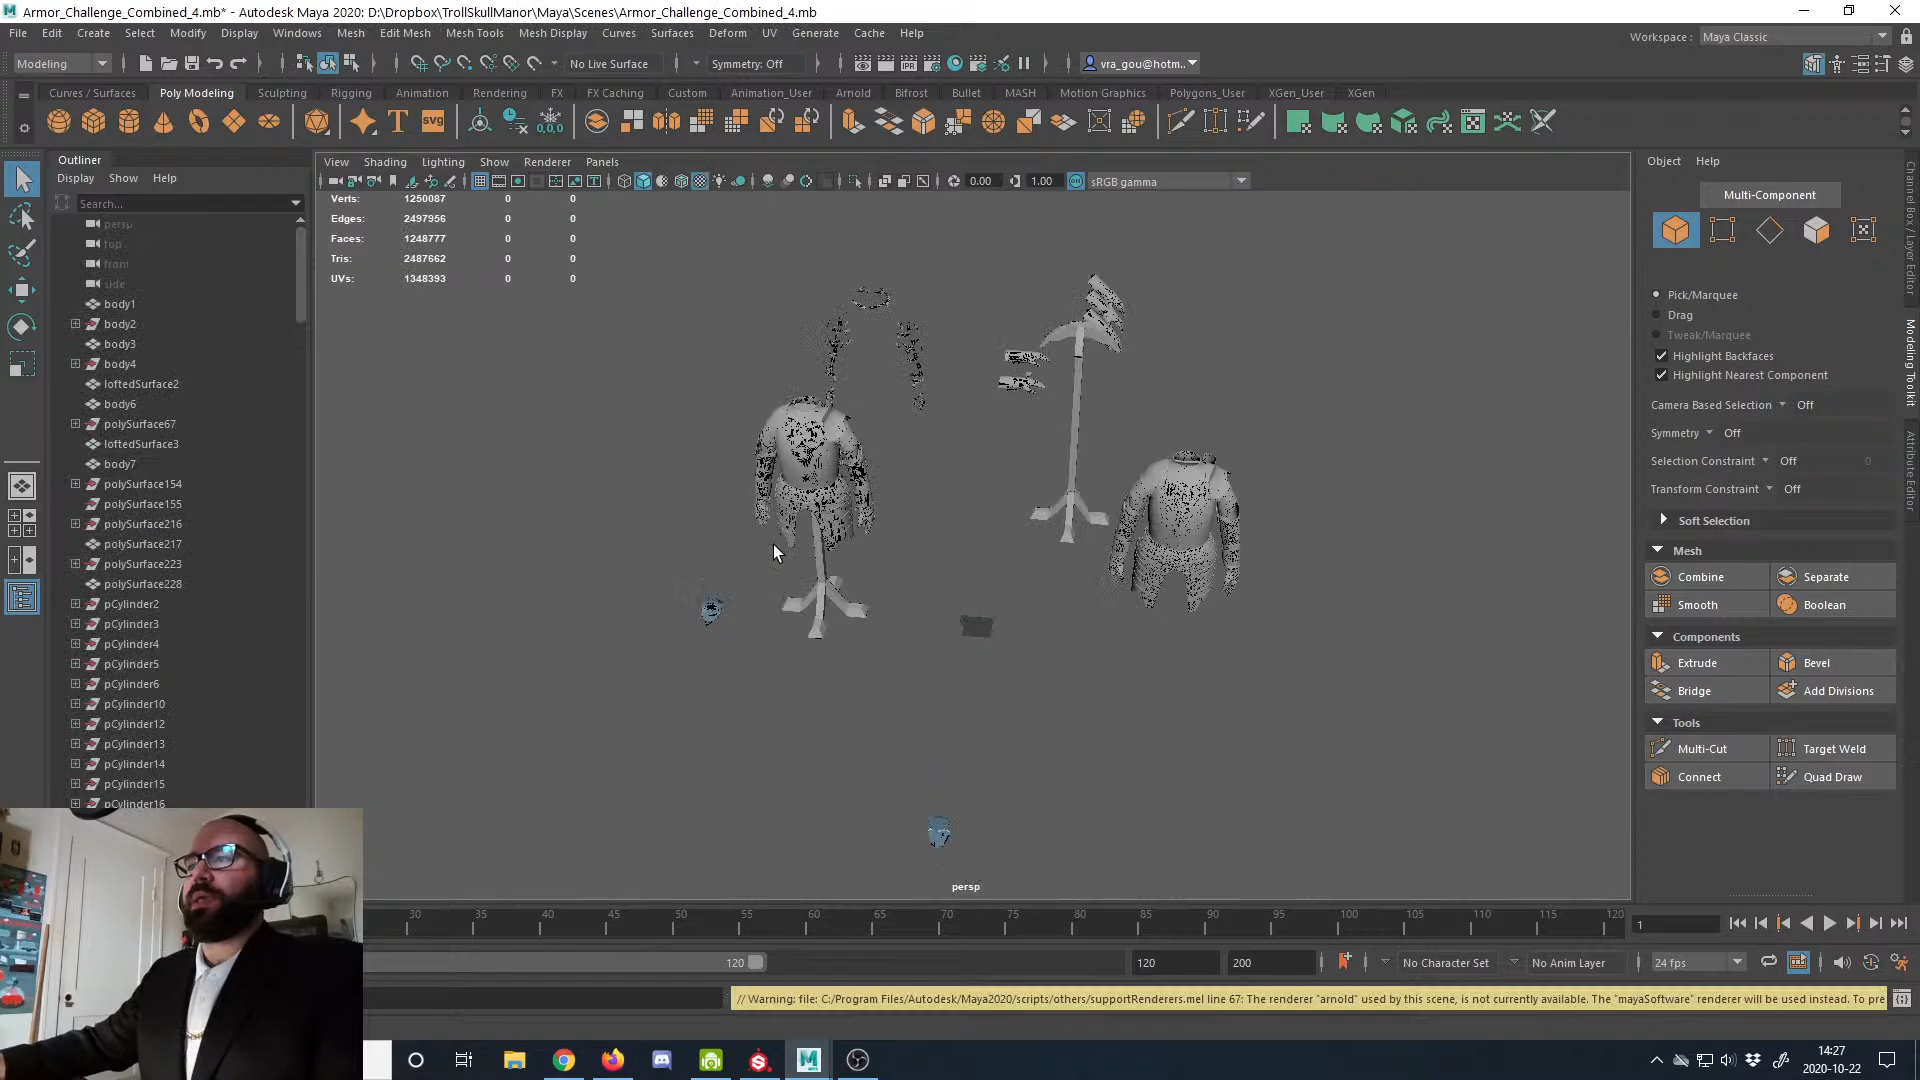 Armor_Challenge_Combined_4.mb* - Autodesk Maya 2020: D:\Dropbox\TrollSkullManor\Maya\Scenes\Armor_Challenge_Combined_4.mb
File Edit Create Select Modify Display Windows Mesh Edit Mesh Mesh Tools Mesh Display Curves Surfaces Deform UV Generate Cache Help
Workspace : Maya Classic
Modeling No Live Surface Symmetry: Off vra_gou@hotm..
Curves / Surfaces Poly Modeling Sculpting Rigging Animation Rendering FX FX Caching Custom Animation_User Arnold Bifrost Bullet MASH Motion Graphics Polygons_User XGen_User XGen
Outliner
Display Show Help
Search...
persp
top
front
side
body1
body2
body3
body4
loftedSurface2
body6
polySurface67
loftedSurface3
body7
polySurface154
polySurface155
polySurface216
polySurface217
polySurface223
polySurface228
pCylinder2
pCylinder3
pCylinder4
pCylinder5
pCylinder6
pCylinder10
pCylinder12
pCylinder13
pCylinder14
pCylinder15
pCylinder16
View Shading Lighting Show Renderer Panels
0.00 1.00 sRGB gamma
Verts: 1250087 0 0
Edges: 2497956 0 0
Faces: 1248777 0 0
Tris: 2487662 0 0
UVs: 1348393 0 0
persp
Object Help
Multi-Component
Pick/Marquee
Drag
Tweak/Marquee
Highlight Backfaces
Highlight Nearest Component
Camera Based Selection Off
Symmetry Off
Selection Constraint Off 0
Transform Constraint Off
Soft Selection
Mesh
Combine Separate
Smooth Boolean
Components
Extrude Bevel
Bridge Add Divisions
Tools
Multi-Cut Target Weld
Connect Quad Draw
Channel Box / Layer Editor
Modeling Toolkit
Attribute Editor
30 35 40 45 50 55 60 65 70 75 80 85 90 95 100 105 110 115 120
1
120 120 200 No Character Set No Anim Layer 24 fps
// Warning: file: C:/Program Files/Autodesk/Maya2020/scripts/others/supportRenderers.mel line 67: The renderer "arnold" used by this scene, is not currently available. The "mayaSoftware" renderer will be used instead. To pre
14:27
2020-10-22